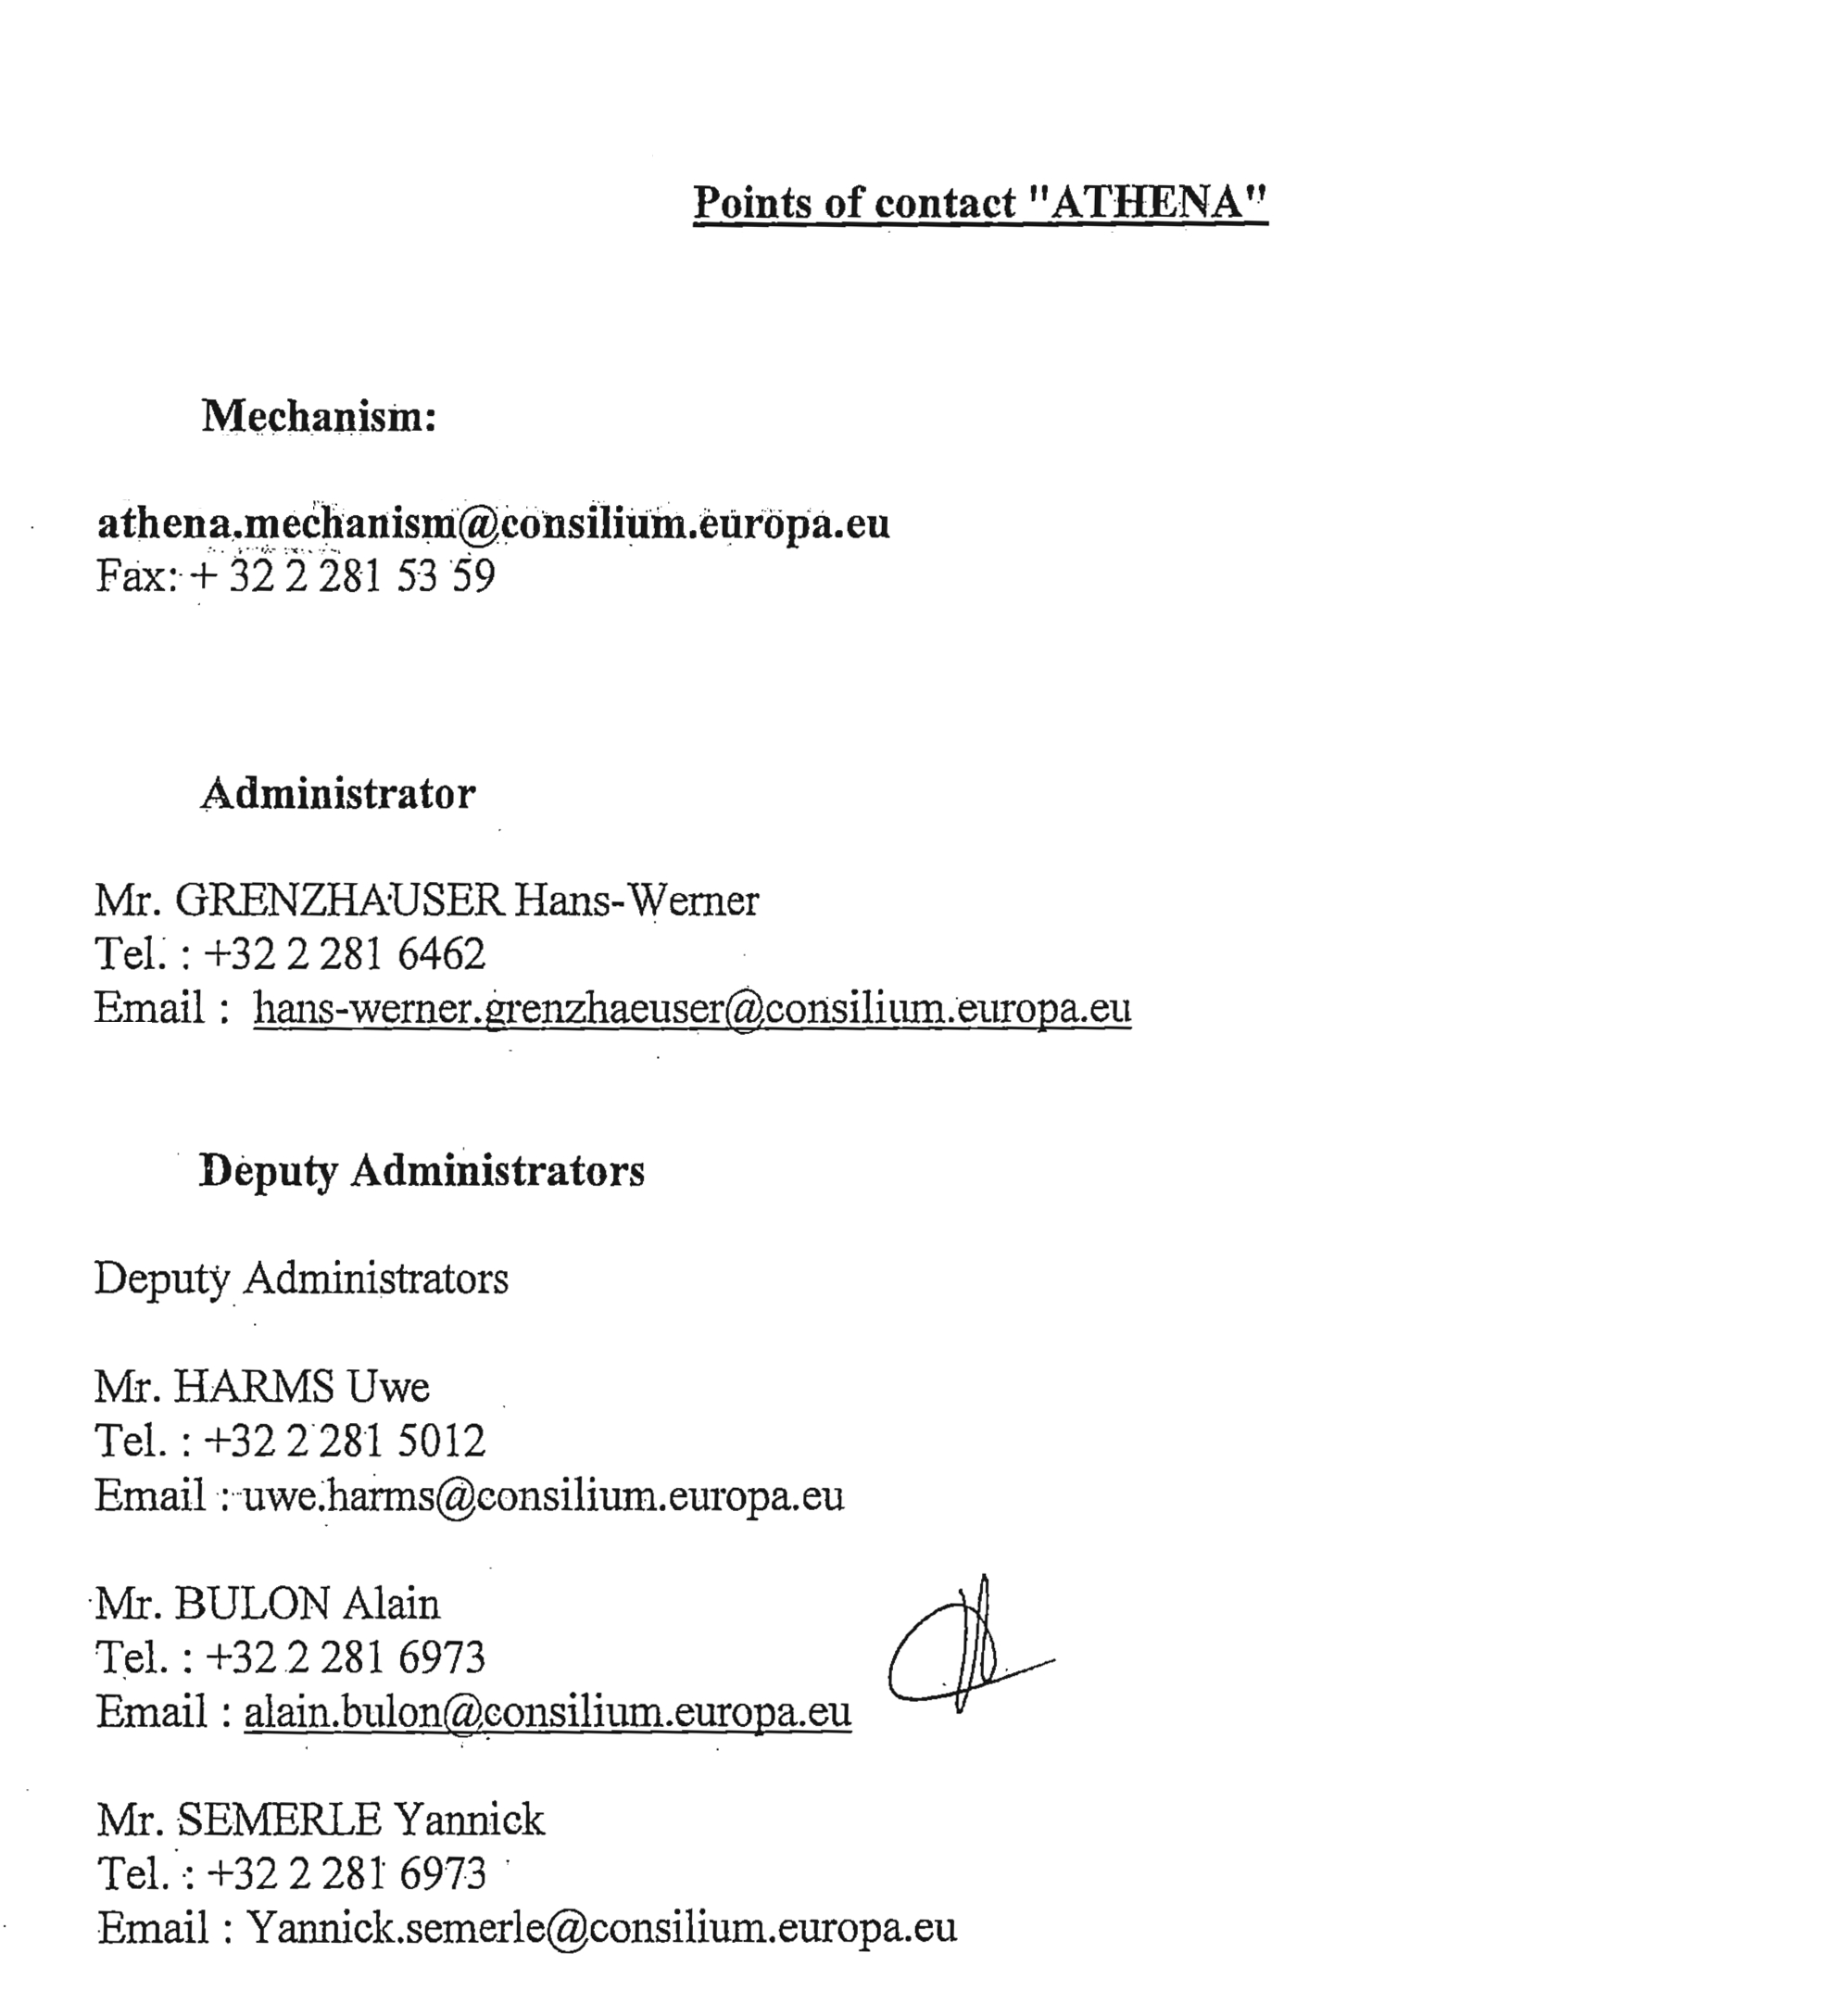 Points of contact "ATHENA"
Mechanism:
athena.mechanism@consilium.europa.eu
Fax: + 32 2 281 53 59
Administrator
Mr. GRENZHAUSER Hans-Werner
Tel. : +32 2 281 6462
Email : hans-werner.grenzhaeuser@consilium.europa.eu
Deputy Administrators
Deputy Administrators
Mr. HARMS Uwe
Tel. : +32 2 281 5012
Email : uwe.harms@consilium.europa.eu
Mr. BULON Alain
Tel. : +32 2 281 6973
Email : alain.bulon@consilium.europa.eu
Mr. SEMERLE Yannick
Tel. : +32 2 281 6973
Email : Yannick.semerle@consilium.europa.eu